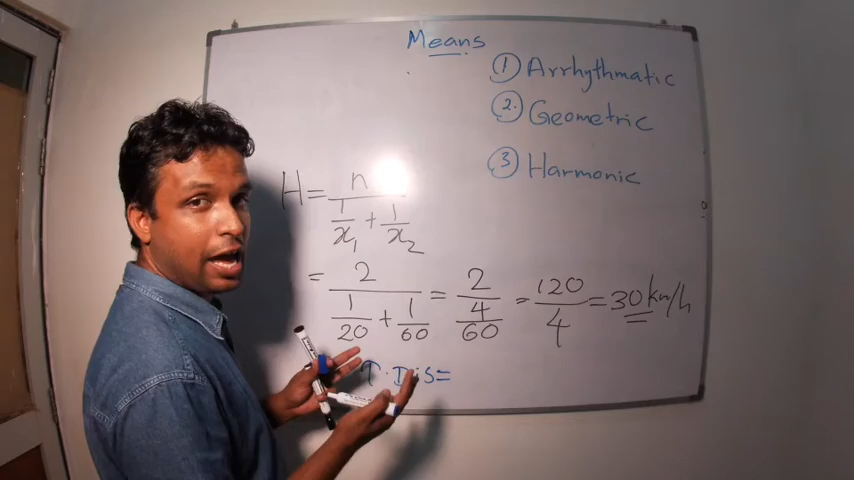 Means
① Arrhythmatic
② Geometric
③ Harmonic
H = n / (1/x₁ + 1/x₂)
= 2 / (1/20 + 1/60) = 2 / (4/60) = 120/4 = 30 km/h
T. Dis =